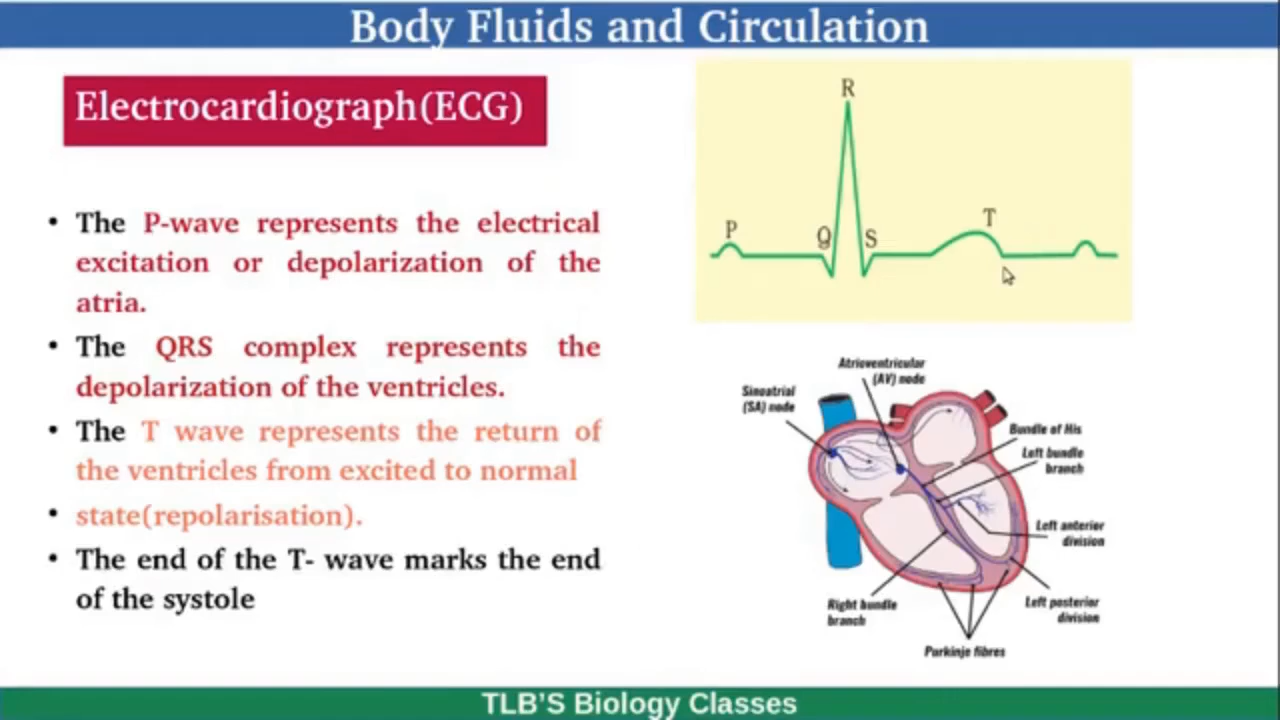 Body Fluids and Circulation
Electrocardiograph(ECG)
• The P-wave represents the electrical
excitation or depolarization of the
atria.
• The QRS complex represents the
depolarization of the ventricles.
• The T wave represents the return of
the ventricles from excited to normal
• state(repolarisation).
• The end of the T- wave marks the end
of the systole
R
P
Q
S
T
Atrioventricular
(AV) node
Sinoatrial
(SA) node
Bundle of His
Left bundle
branch
Left anterior
division
Right bundle
branch
Left posterior
division
Purkinje fibres
TLB'S Biology Classes